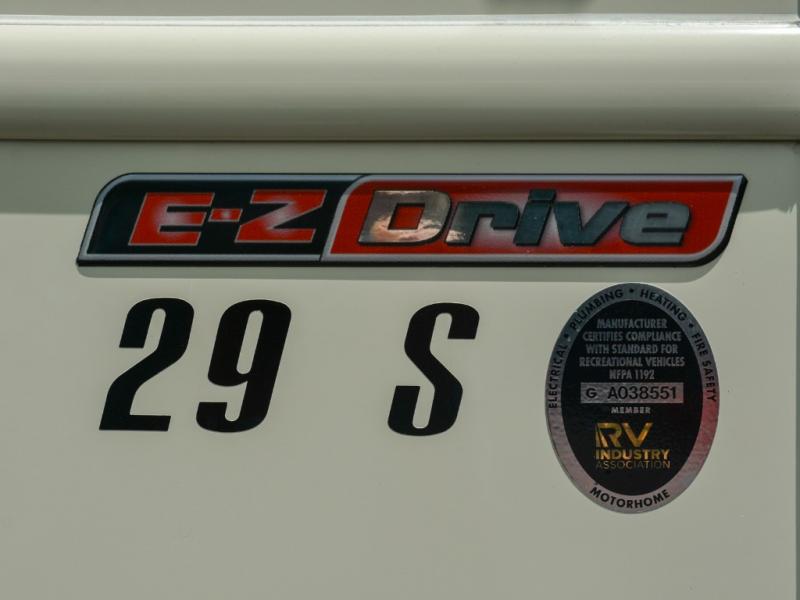 E-Z Drive
29 S
ELECTRICAL • PLUMBING • HEATING • FIRE SAFETY
MANUFACTURER
CERTIFIES COMPLIANCE
WITH STANDARD FOR
RECREATIONAL VEHICLES
NFPA 1192
G A038551
MEMBER
RV
INDUSTRY
ASSOCIATION
MOTORHOME